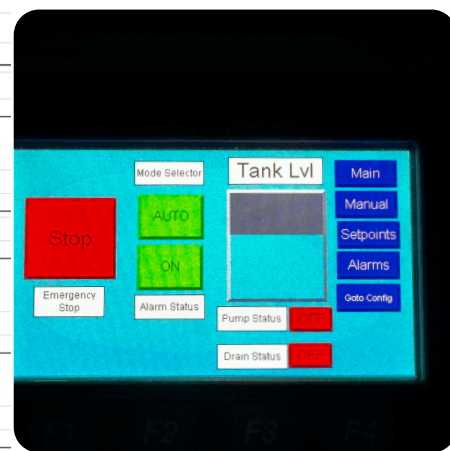 Mode Selector
Tank Lvl
Main
AUTO
Manual
Stop
Setpoints
ON
Alarms
Emergency
Stop
Alarm Status
Goto Config
Pump Status
OFF
Drain Status
OFF
F1
F2
F3
F4